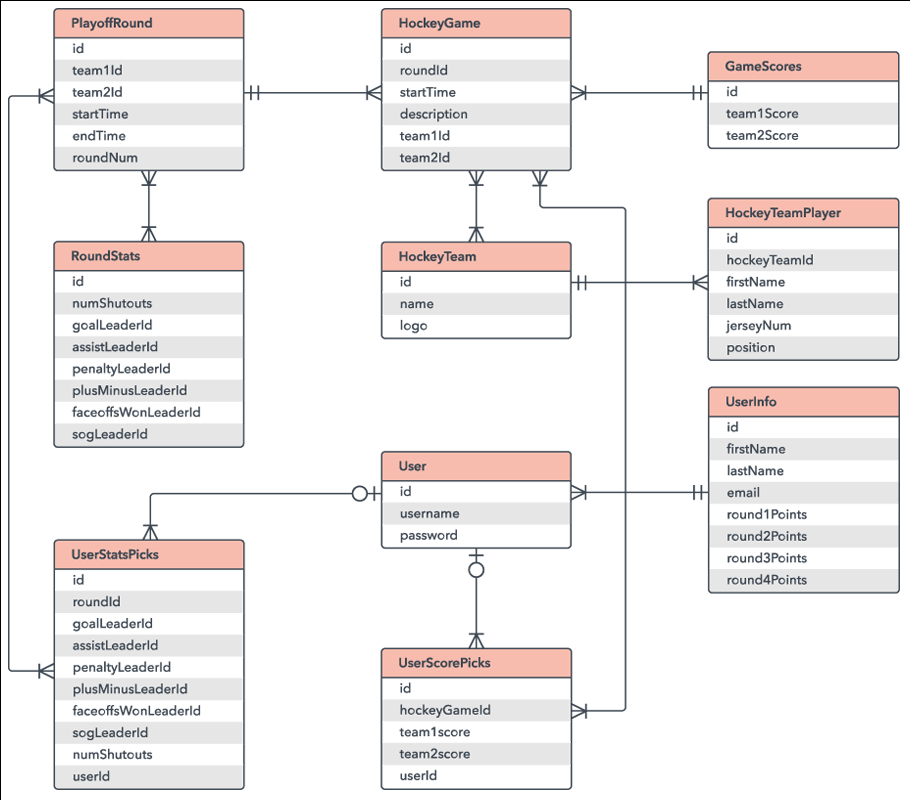 PlayoffRound
id
team1Id
team2Id
startTime
endTime
roundNum
HockeyGame
id
roundId
startTime
description
team1Id
team2Id
GameScores
id
team1Score
team2Score
RoundStats
id
numShutouts
goalLeaderId
assistLeaderId
penaltyLeaderId
plusMinusLeaderId
faceoffsWonLeaderId
sogLeaderId
HockeyTeam
id
name
logo
HockeyTeamPlayer
id
hockeyTeamId
firstName
lastName
jerseyNum
position
User
id
username
password
UserInfo
id
firstName
lastName
email
round1Points
round2Points
round3Points
round4Points
UserStatsPicks
id
roundId
goalLeaderId
assistLeaderId
penaltyLeaderId
plusMinusLeaderId
faceoffsWonLeaderId
sogLeaderId
numShutouts
userId
UserScorePicks
id
hockeyGameId
team1score
team2score
userId